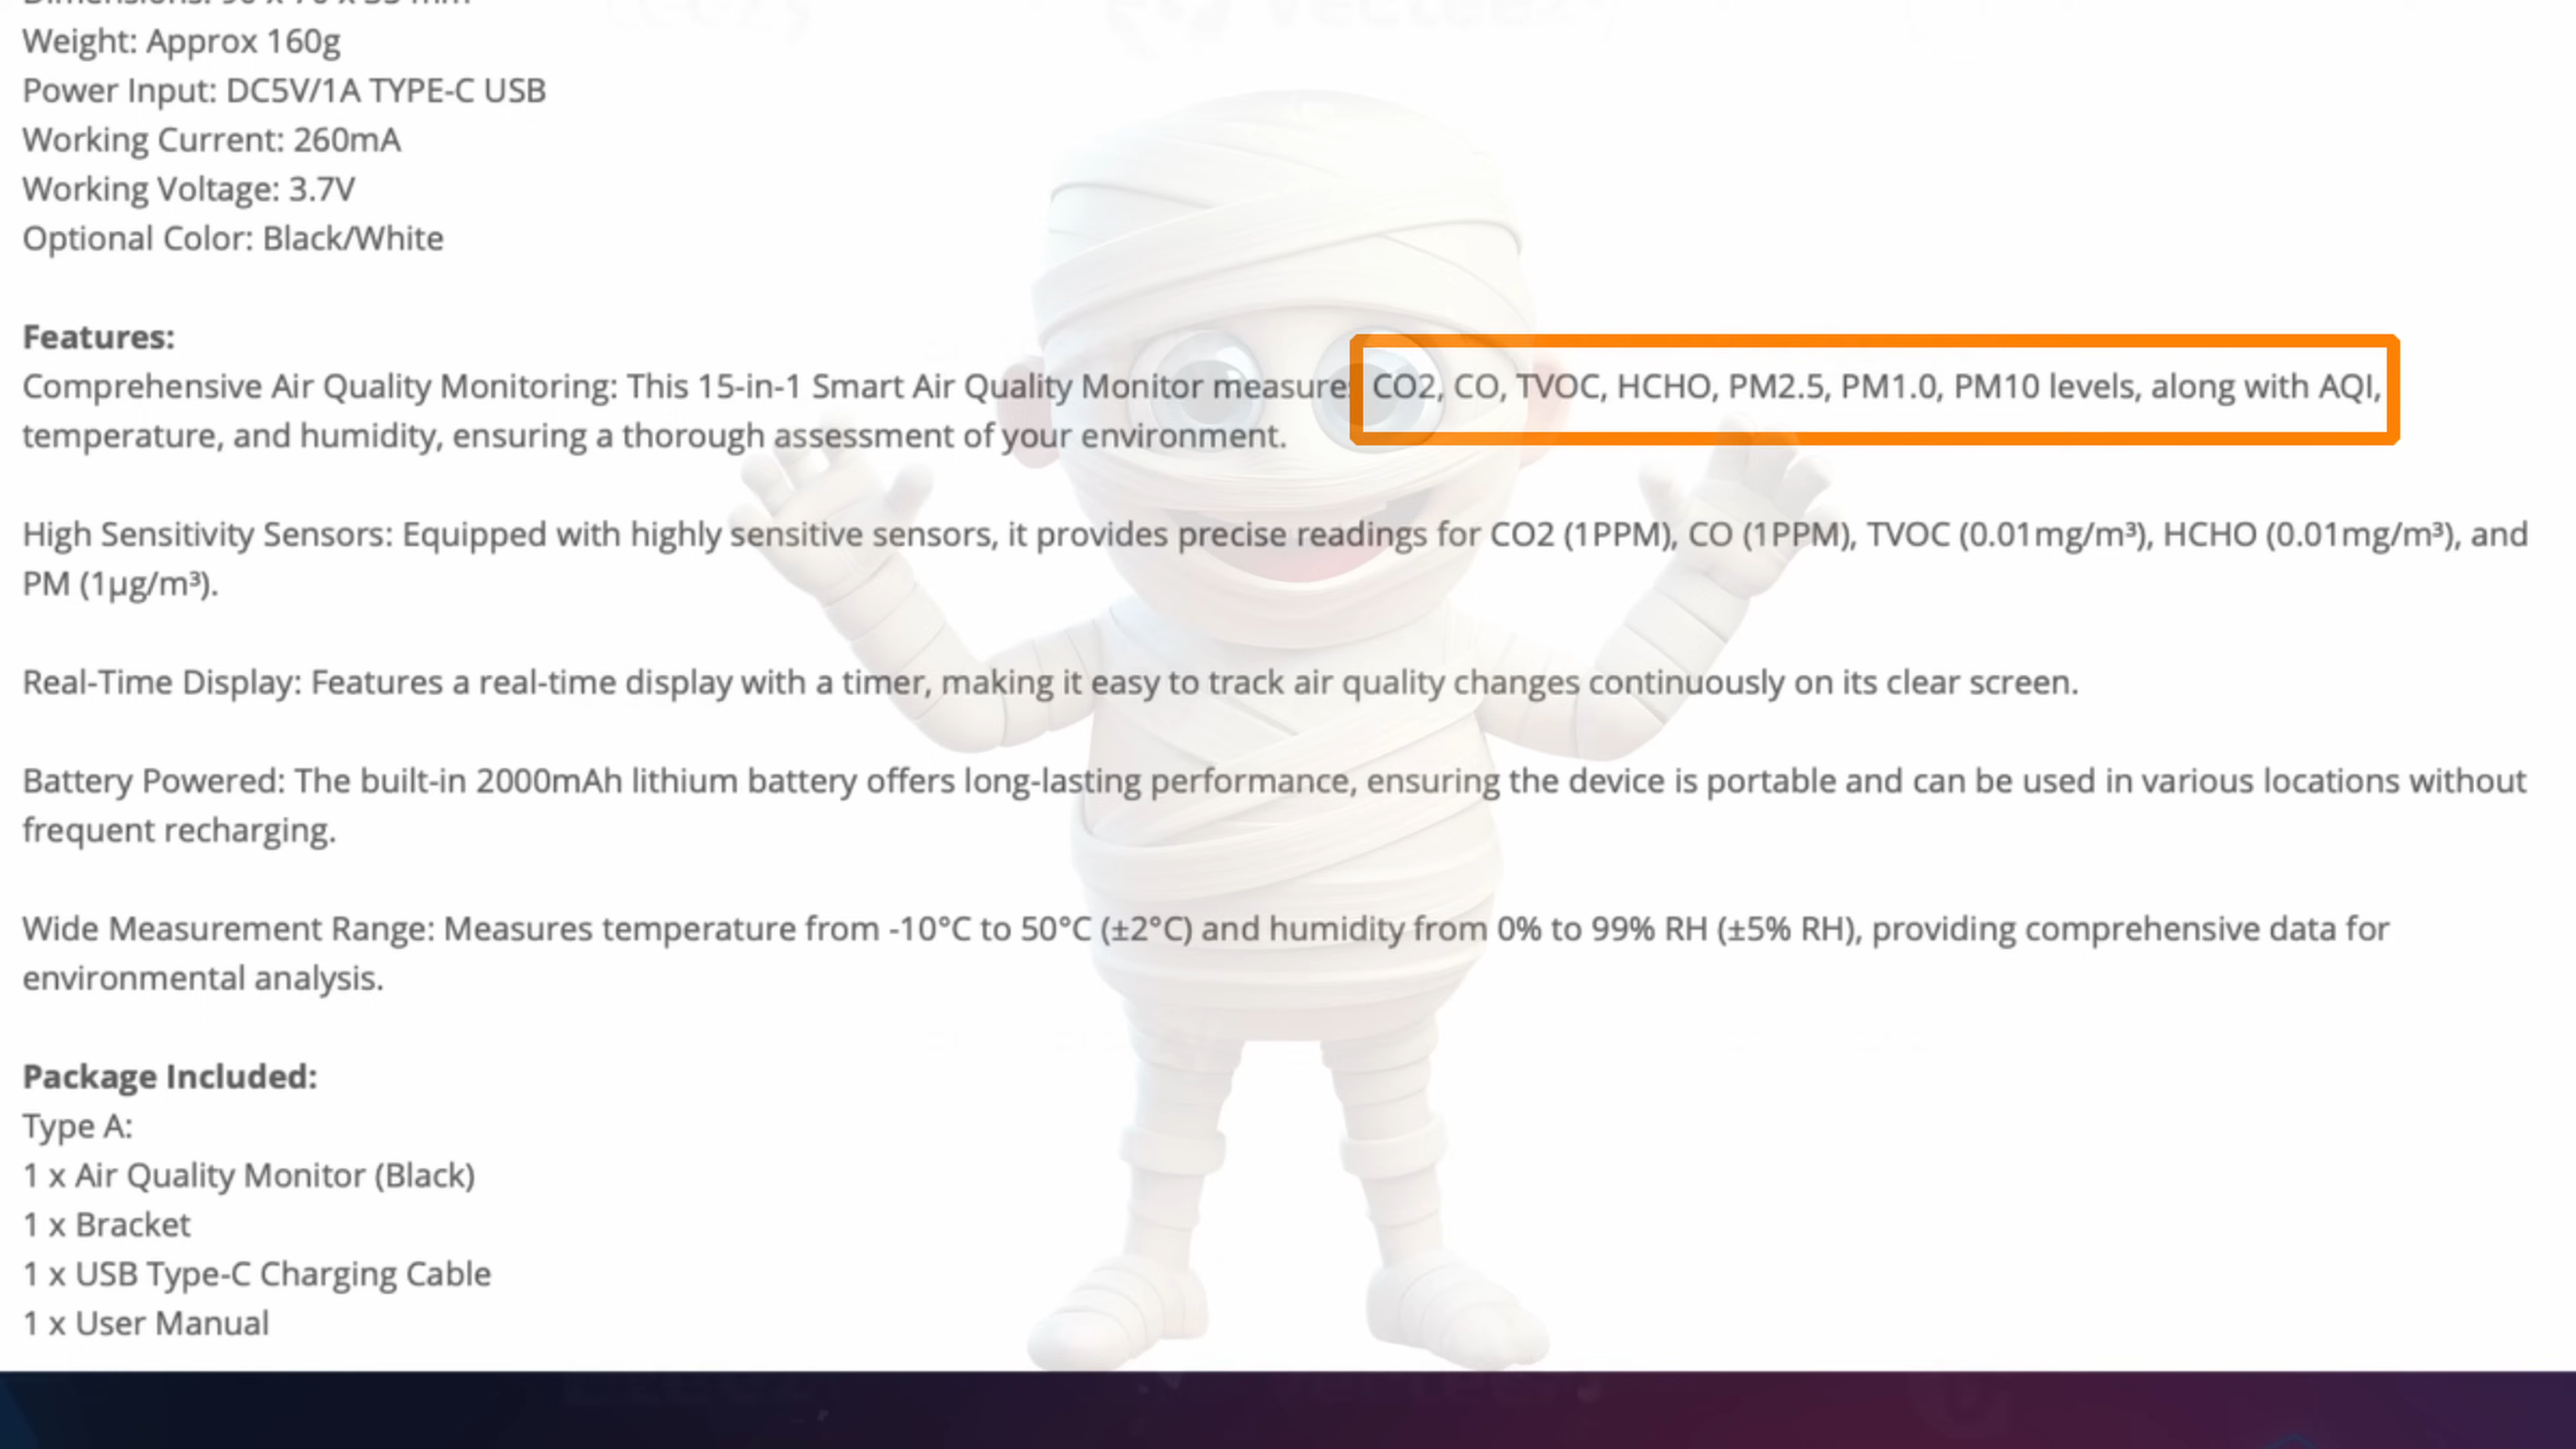 Weight: Approx 160g
Power Input: DC5V/1A TYPE-C USB
Working Current: 260mA
Working Voltage: 3.7V
Optional Color: Black/White
Features:
Comprehensive Air Quality Monitoring: This 15-in-1 Smart Air Quality Monitor measures CO2, CO, TVOC, HCHO, PM2.5, PM1.0, PM10 levels, along with AQI,
temperature, and humidity, ensuring a thorough assessment of your environment.
High Sensitivity Sensors: Equipped with highly sensitive sensors, it provides precise readings for CO2 (1PPM), CO (1PPM), TVOC (0.01mg/m³), HCHO (0.01mg/m³), and
PM (1µg/m³).
Real-Time Display: Features a real-time display with a timer, making it easy to track air quality changes continuously on its clear screen.
Battery Powered: The built-in 2000mAh lithium battery offers long-lasting performance, ensuring the device is portable and can be used in various locations without
frequent recharging.
Wide Measurement Range: Measures temperature from -10°C to 50°C (±2°C) and humidity from 0% to 99% RH (±5% RH), providing comprehensive data for
environmental analysis.
Package Included:
Type A:
1 x Air Quality Monitor (Black)
1 x Bracket
1 x USB Type-C Charging Cable
1 x User Manual